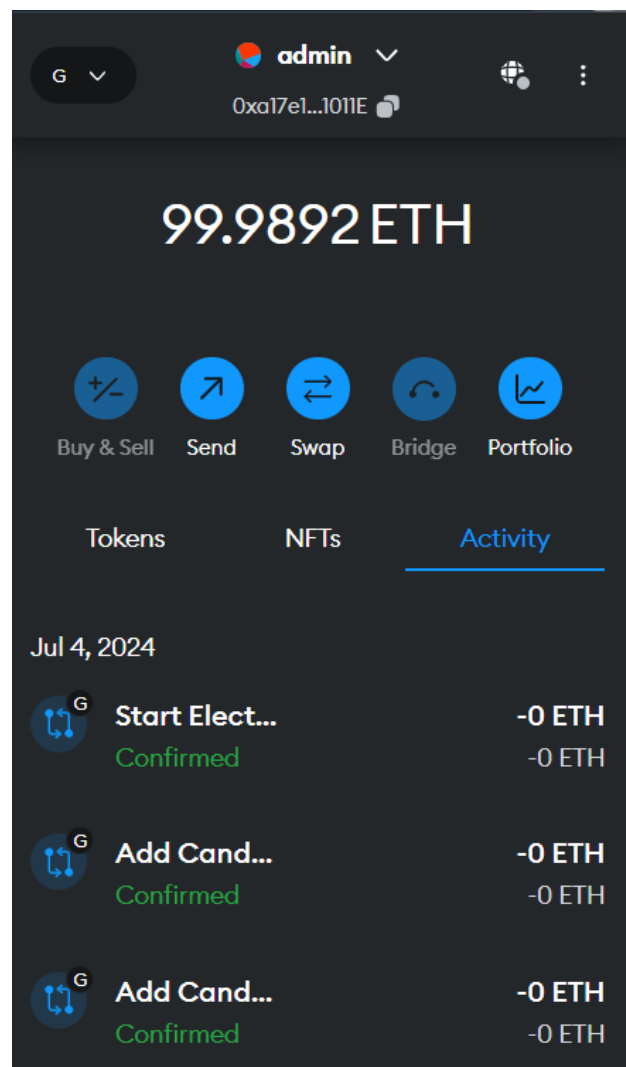 G
admin
0xa17e1...1011E
99.9892 ETH
Buy & Sell Send Swap Bridge Portfolio
Tokens NFTs Activity
Jul 4, 2024
G
Start Elect... -0 ETH
Confirmed -0 ETH
G
Add Cand... -0 ETH
Confirmed -0 ETH
G
Add Cand... -0 ETH
Confirmed -0 ETH